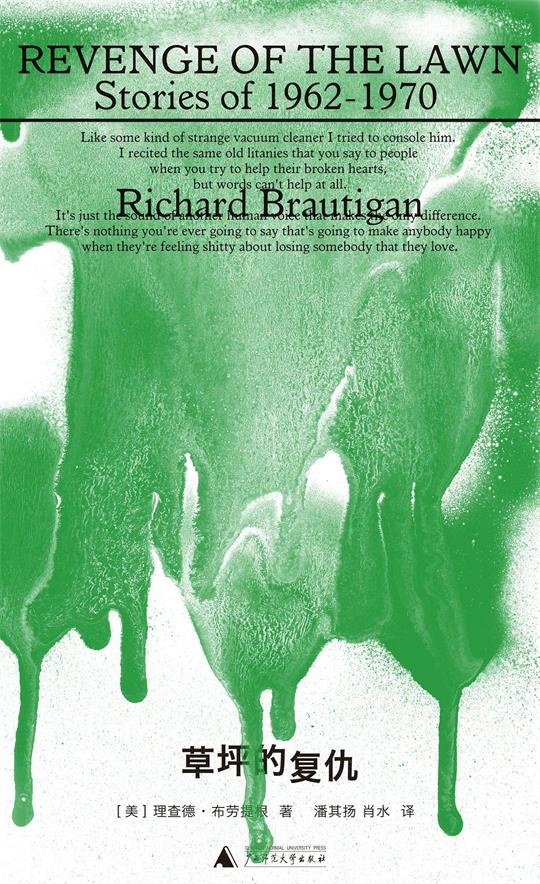 REVENGE OF THE LAWN
Stories of 1962-1970
Like some kind of strange vacuum cleaner I tried to console him.
I recited the same old litanies that you say to people
when you try to help their broken hearts,
but words can't help at all.
Richard Brautigan
It's just the sound of another human voice that makes the only difference.
There's nothing you're ever going to say that's going to make anybody happy
when they're feeling shitty about losing somebody that they love.
草坪的复仇
[美] 理查德·布劳提根 著 潘其扬 肖水 译
GUANGXI NORMAL UNIVERSITY PRESS
广西师范大学出版社